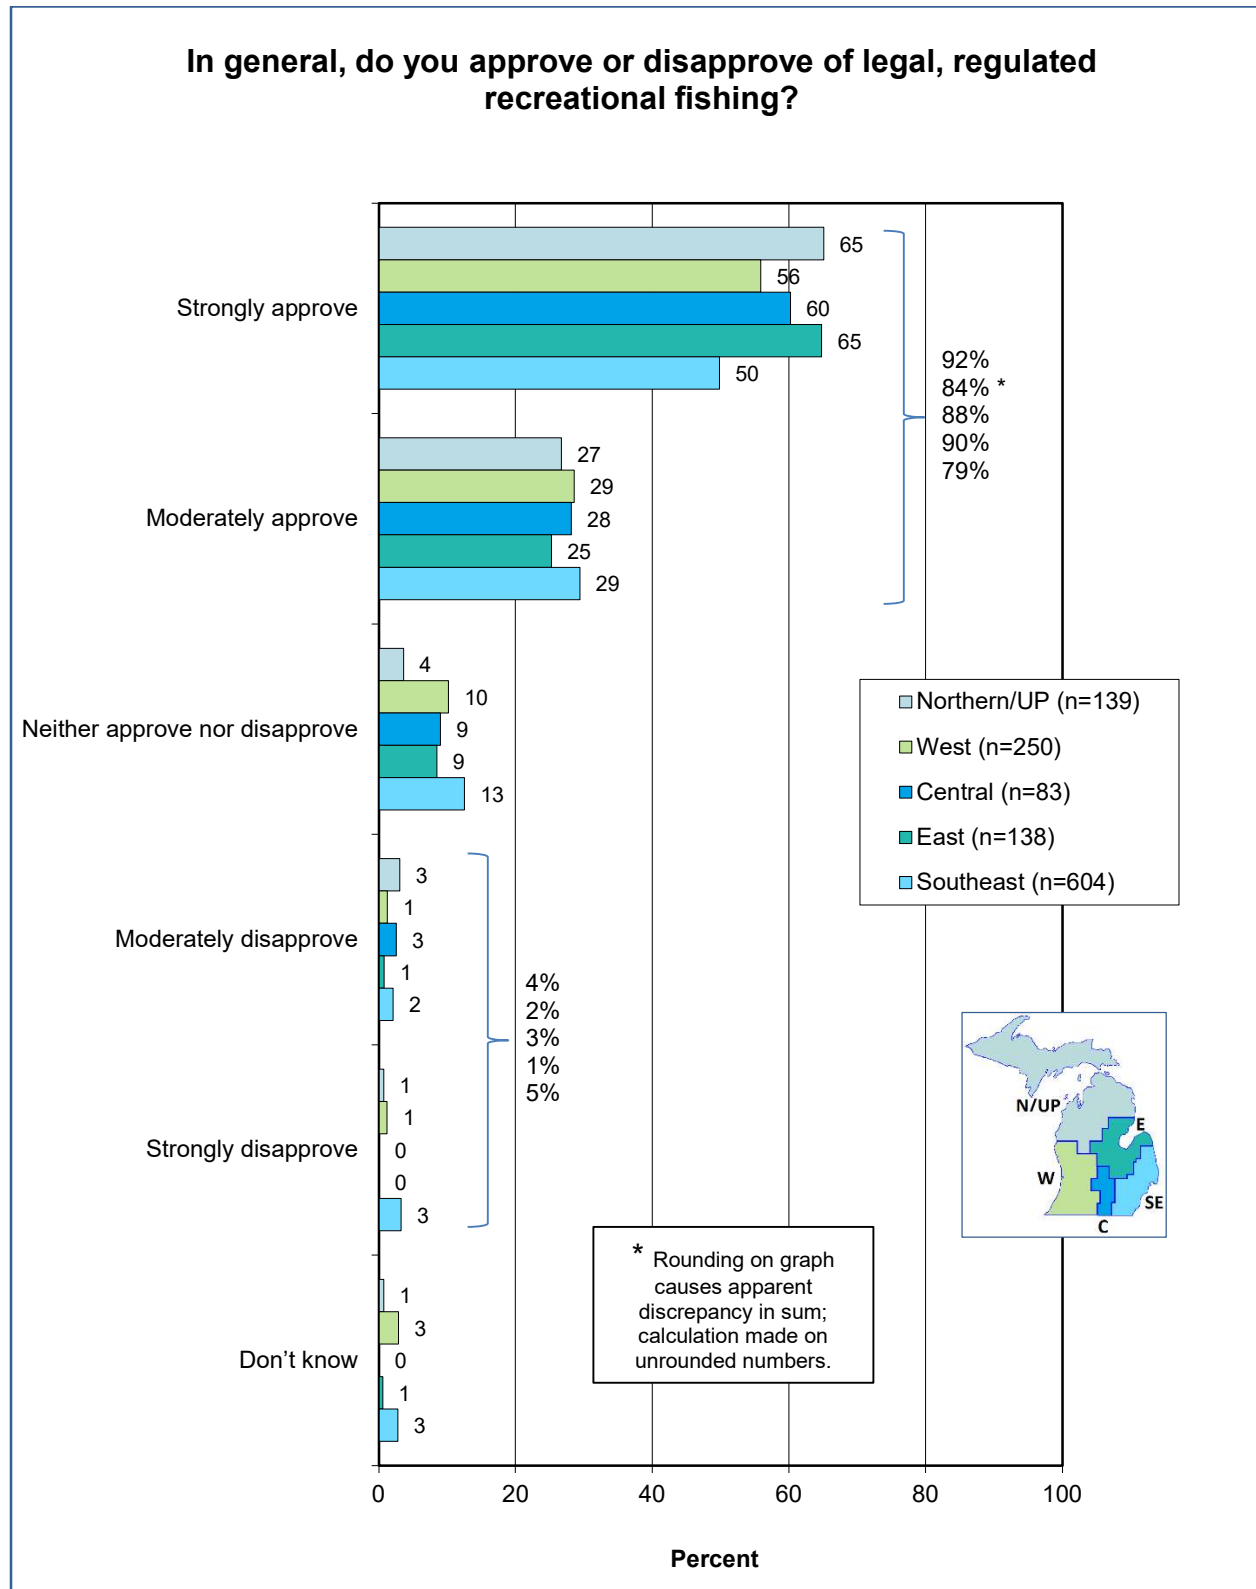 In general, do you approve or disapprove of legal, regulated
recreational fishing?
Strongly approve
65
56
60
65
50
92%
84% *
88%
90%
79%
Moderately approve
27
29
28
25
29
Neither approve nor disapprove
4
10
9
9
13
Northern/UP (n=139)
West (n=250)
Central (n=83)
East (n=138)
Southeast (n=604)
Moderately disapprove
3
1
3
1
2
4%
2%
3%
1%
5%
Strongly disapprove
1
1
0
0
3
N/UP
E
W
SE
C
* Rounding on graph
causes apparent
discrepancy in sum;
calculation made on
unrounded numbers.
Don’t know
1
3
0
1
3
0 20 40 60 80 100
Percent